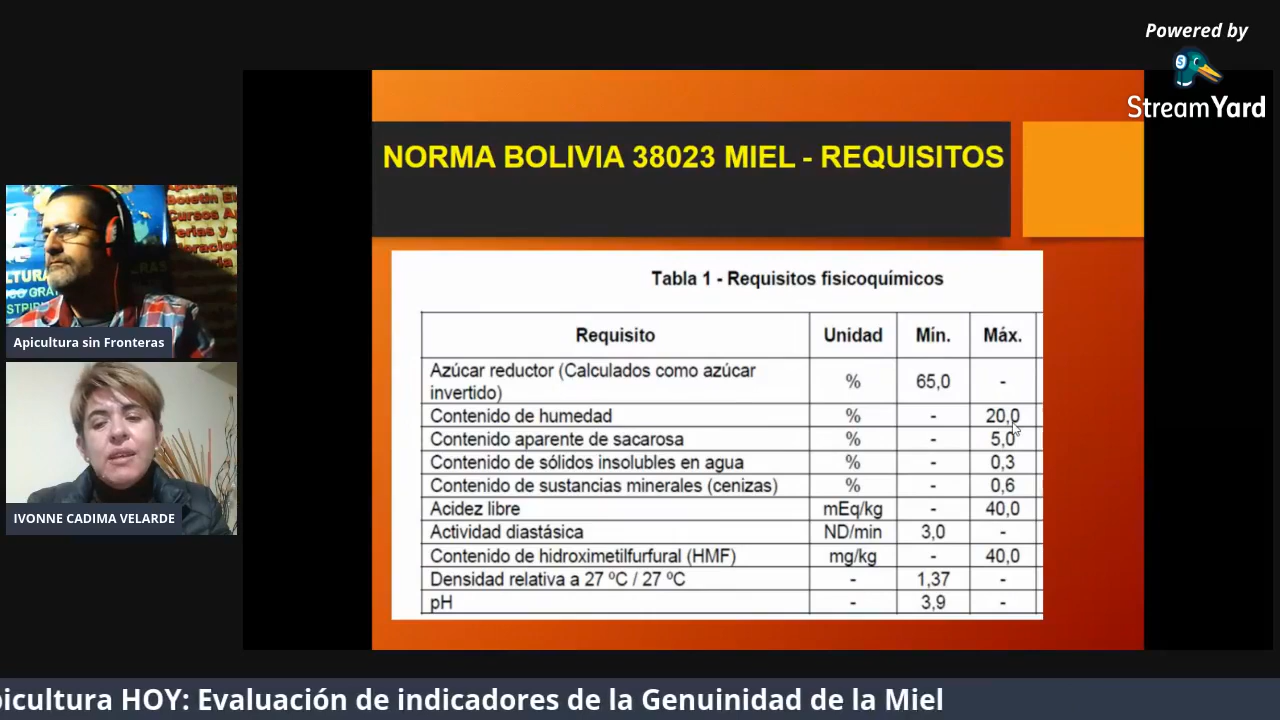 Powered by
StreamYard
NORMA BOLIVIA 38023 MIEL - REQUISITOS
Tabla 1 - Requisitos fisicoquímicos
Requisito Unidad Mín. Máx.
Azúcar reductor (Calculados como azúcar invertido) % 65,0 -
Contenido de humedad % - 20,0
Contenido aparente de sacarosa % - 5,0
Contenido de sólidos insolubles en agua % - 0,3
Contenido de sustancias minerales (cenizas) % - 0,6
Acidez libre mEq/kg - 40,0
Actividad diastásica ND/min 3,0 -
Contenido de hidroximetilfurfural (HMF) mg/kg - 40,0
Densidad relativa a 27 ºC / 27 ºC - 1,37 -
pH - 3,9 -
Boletín
Cursos
Apicultura sin Fronteras
IVONNE CADIMA VELARDE
picultura HOY: Evaluación de indicadores de la Genuinidad de la Miel